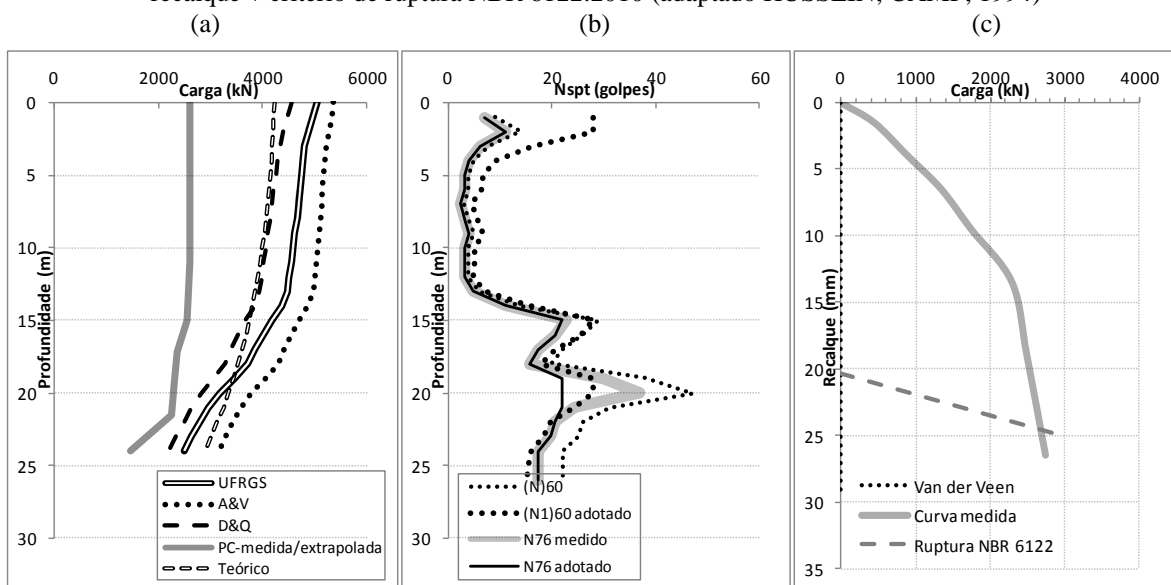 recalque v critério de ruptura NBR 6122:2010 (adaptado HUSSEIN; CAMP, 1994)
(a) (b) (c)
0 2000 4000 6000
Carga (kN)
0
5
10
15
20
25
30
Profundidade (m)
UFRGS
A&V
D&Q
PC-medida/extrapolada
Teórico
0 20 40 60
Nspt (golpes)
0
5
10
15
20
25
30
Profundidade (m)
(N)60
(N1)60 adotado
N76 medido
N76 adotado
0 1000 2000 3000 4000
Carga (kN)
0
5
10
15
20
25
30
35
Recalque (mm)
Van der Veen
Curva medida
Ruptura NBR 6122